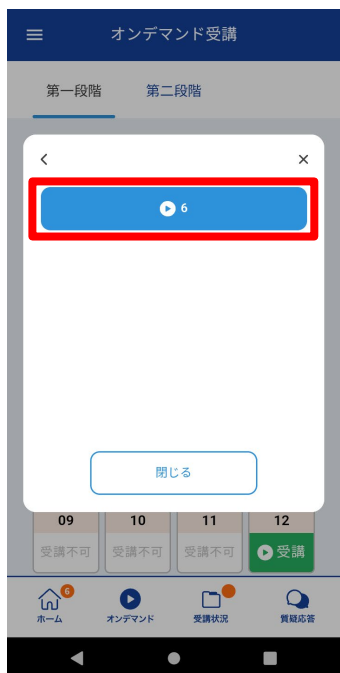 オンデマンド受講
第一段階 第二段階
6
閉じる
09 10 11 12
受講不可 受講不可 受講不可 受講
6
ホーム オンデマンド 受講状況 質疑応答